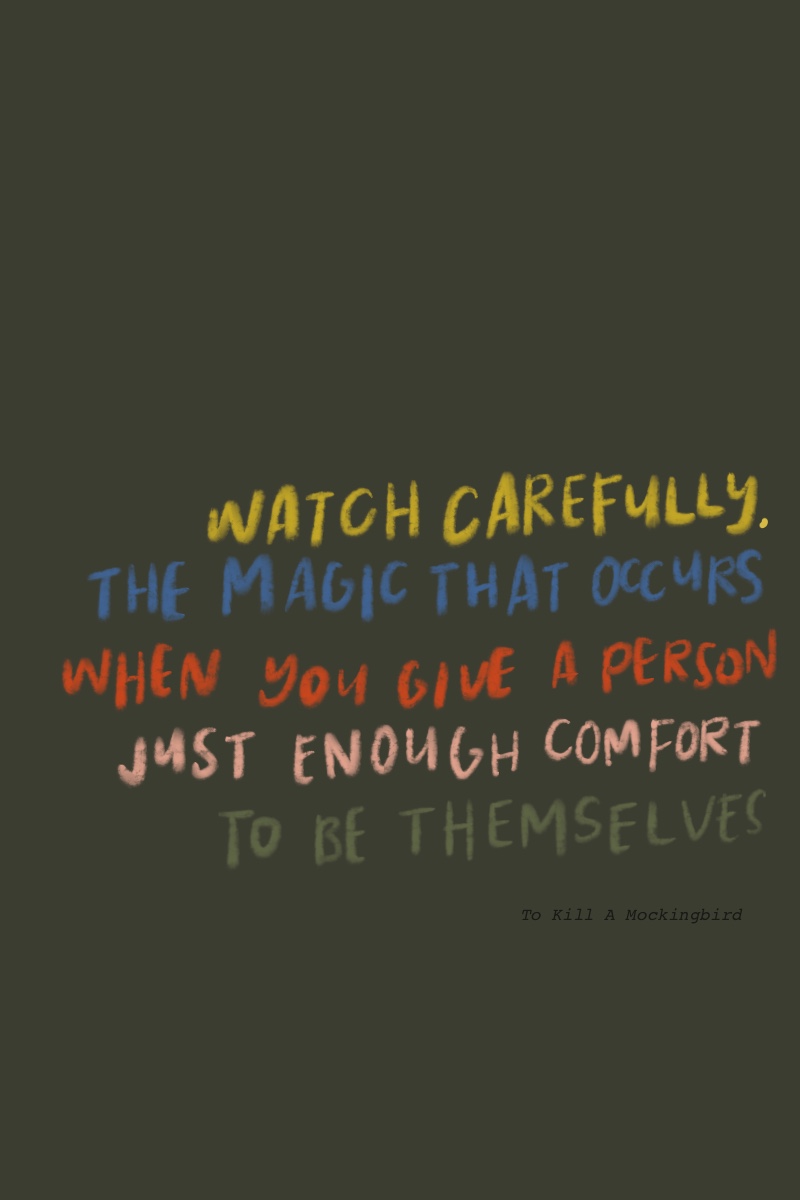 WATCH CAREFULLY.
THE MAGIC THAT OCCURS
WHEN YOU GIVE A PERSON
JUST ENOUGH COMFORT
TO BE THEMSELVES
To Kill A Mockingbird